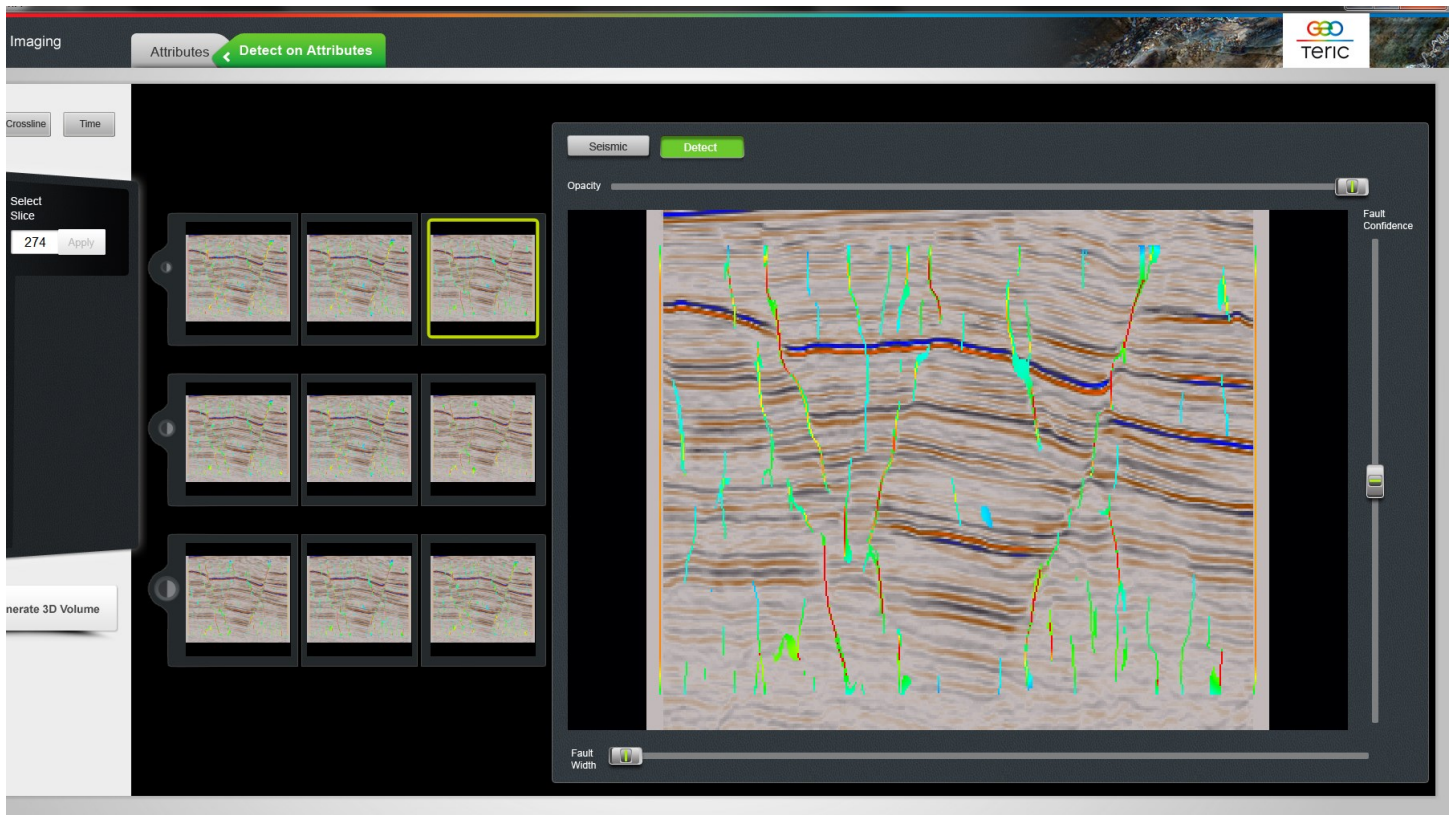 Imaging
Attributes
Detect on Attributes
GEO
Teric
Crossline
Time
Seismic
Detect
Opacity
Select
Slice
274
Apply
Fault
Confidence
nerate 3D Volume
Fault
Width